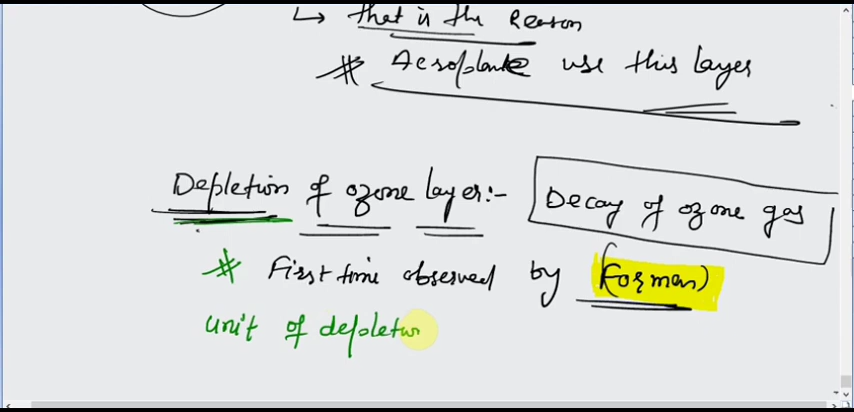 ↳ that is the Reason
* Aeroplane use this layer
Depletion of ozone layer:- Decay of ozone gas
* First time observed by (Forman)
unit of depletion